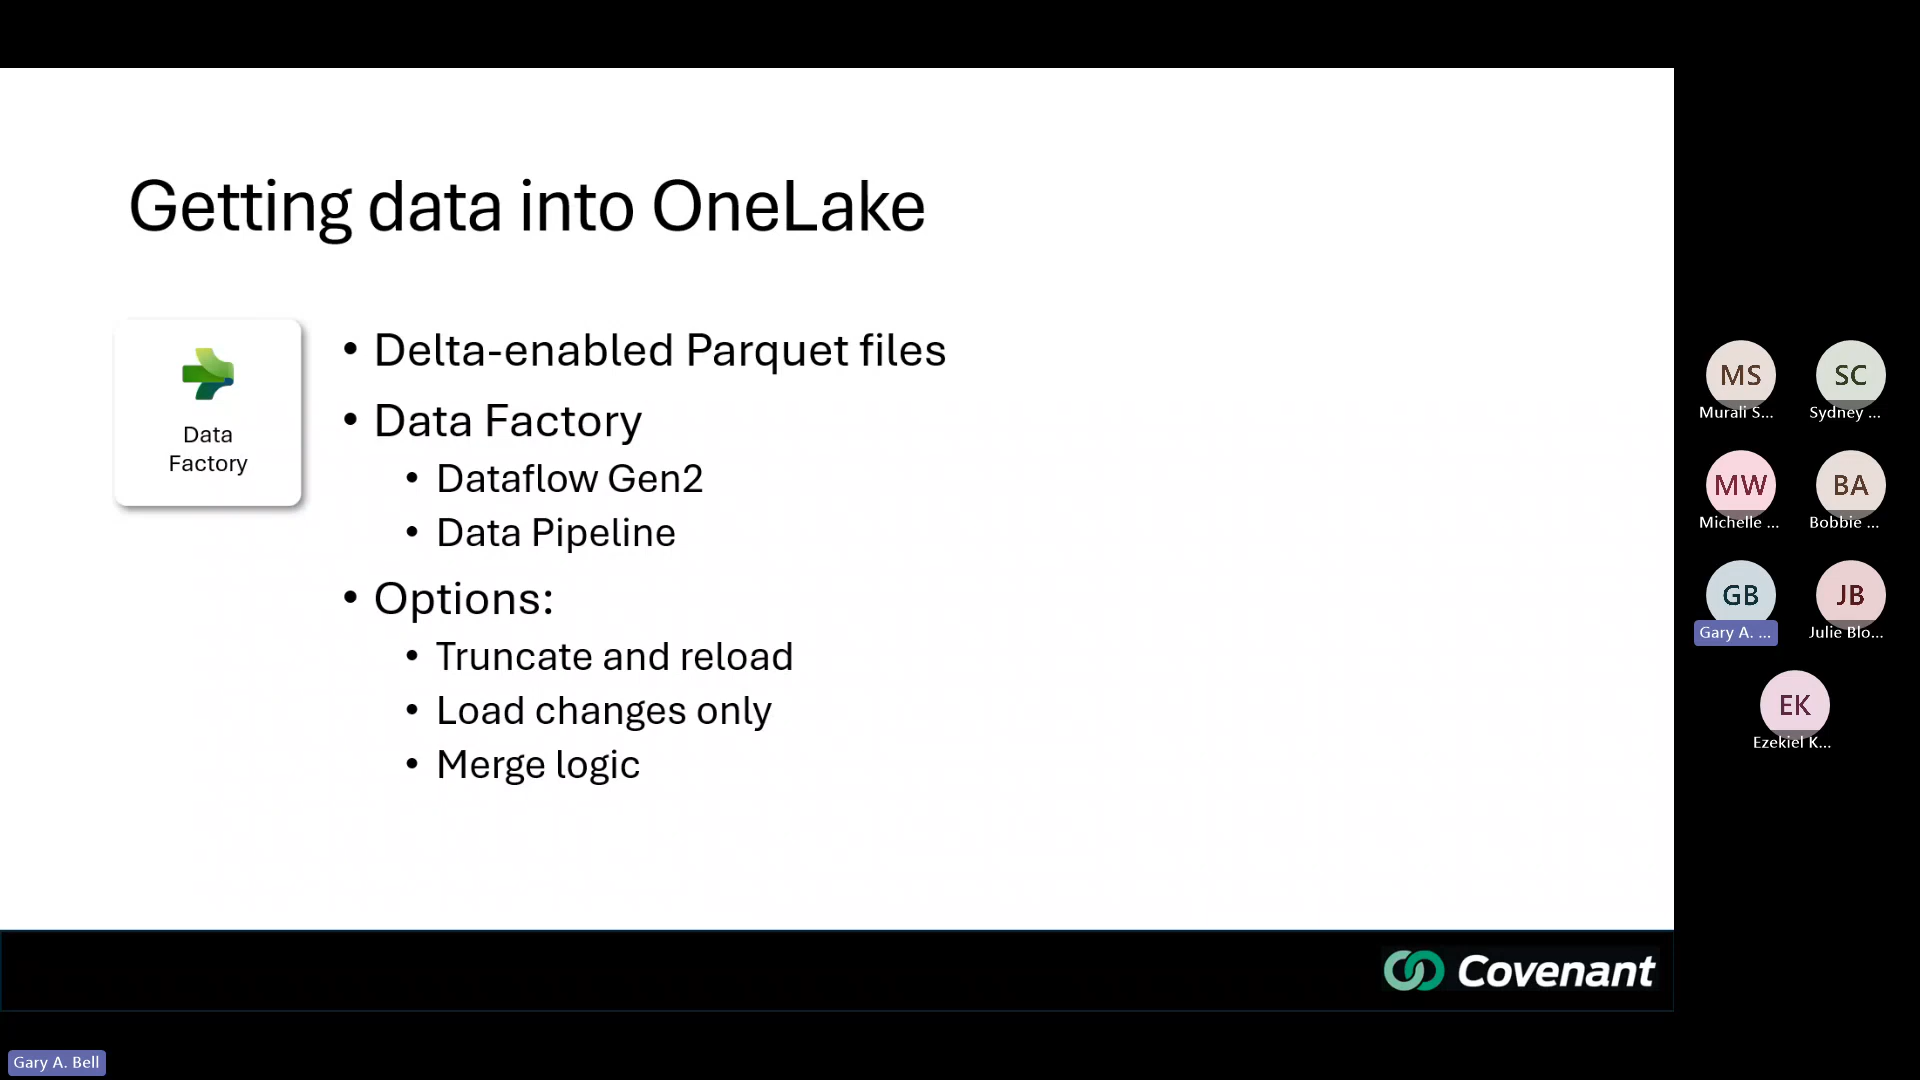 Getting data into OneLake
Data
Factory
• Delta-enabled Parquet files
• Data Factory
• Dataflow Gen2
• Data Pipeline
• Options:
• Truncate and reload
• Load changes only
• Merge logic
MS
Murali S...
SC
Sydney ...
MW
Michelle ...
BA
Bobbie ...
GB
Gary A. ...
JB
Julie Blo...
EK
Ezekiel K...
Covenant
Gary A. Bell